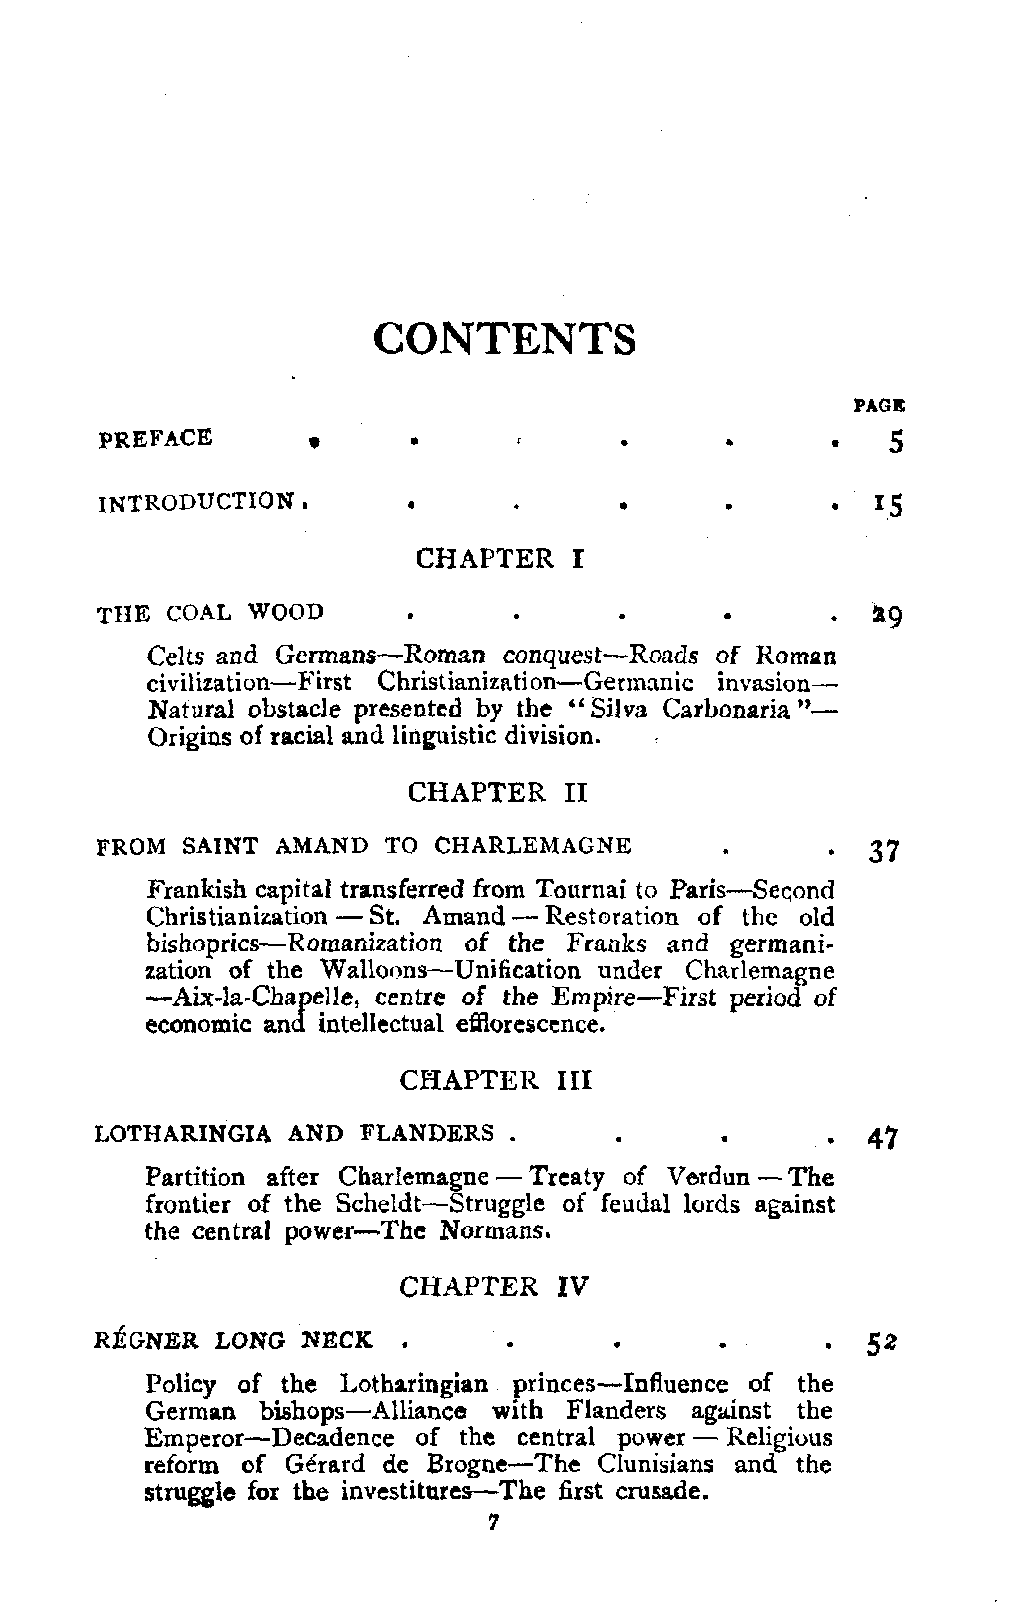 CONTENTS
PAGE
PREFACE . . . . . . 5
INTRODUCTION . . . . . . 15
CHAPTER I
THE COAL WOOD . . . . . 29
Celts and Germans—Roman conquest—Roads of Roman
civilization—First Christianization—Germanic invasion—
Natural obstacle presented by the "Silva Carbonaria"—
Origins of racial and linguistic division.
CHAPTER II
FROM SAINT AMAND TO CHARLEMAGNE . . 37
Frankish capital transferred from Tournai to Paris—Second
Christianization — St. Amand — Restoration of the old
bishoprics—Romanization of the Franks and germani-
zation of the Walloons—Unification under Charlemagne
—Aix-la-Chapelle, centre of the Empire—First period of
economic and intellectual efflorescence.
CHAPTER III
LOTHARINGIA AND FLANDERS . . . . 47
Partition after Charlemagne — Treaty of Verdun — The
frontier of the Scheldt—Struggle of feudal lords against
the central power—The Normans.
CHAPTER IV
RÉGNER LONG NECK . . . . . 52
Policy of the Lotharingian princes—Influence of the
German bishops—Alliance with Flanders against the
Emperor—Decadence of the central power — Religious
reform of Gérard de Brogne—The Clunisians and the
struggle for the investitures—The first crusade.
7